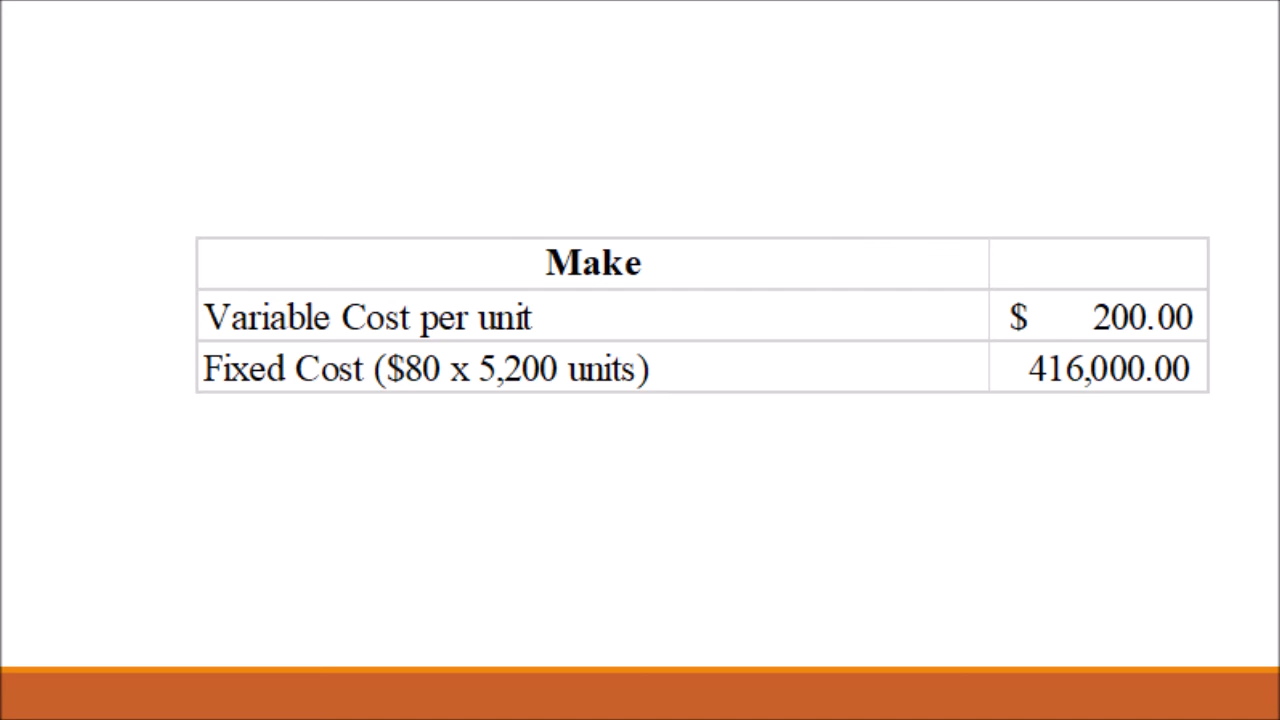 Make
Variable Cost per unit $ 200.00
Fixed Cost ($80 x 5,200 units) 416,000.00